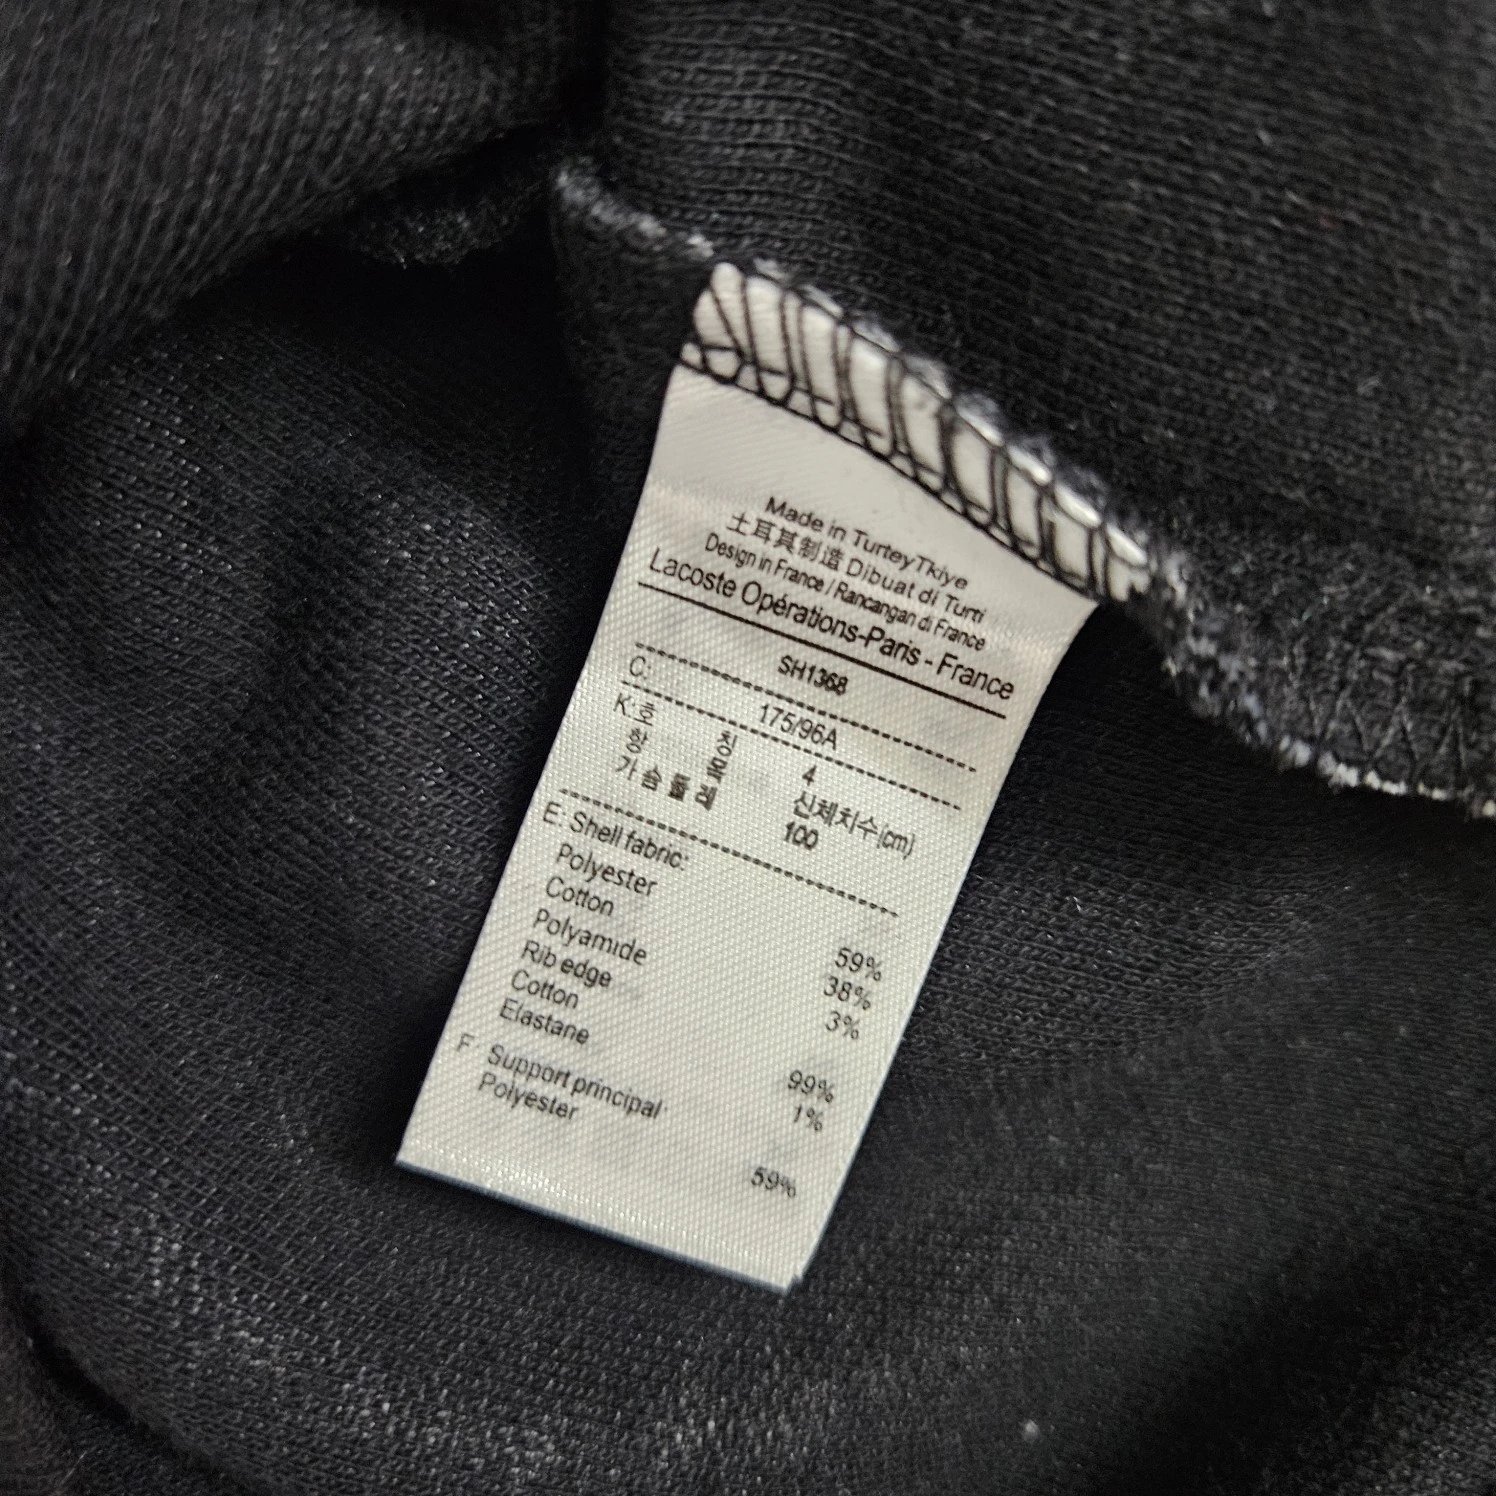 Made in TurteyTkiye
土耳其制造 Dibuat di Turti
Design in France / Rancangan di France
Lacoste Opérations-Paris - France
SH1368
C: 175/96A
K: 호칭 4
항목 신체치수(cm)
가슴둘레 100
E: Shell fabric:
Polyester 59%
Cotton 38%
Polyamide 3%
Rib edge
Cotton 99%
Elastane 1%
F: Support principal
Polyester 59%